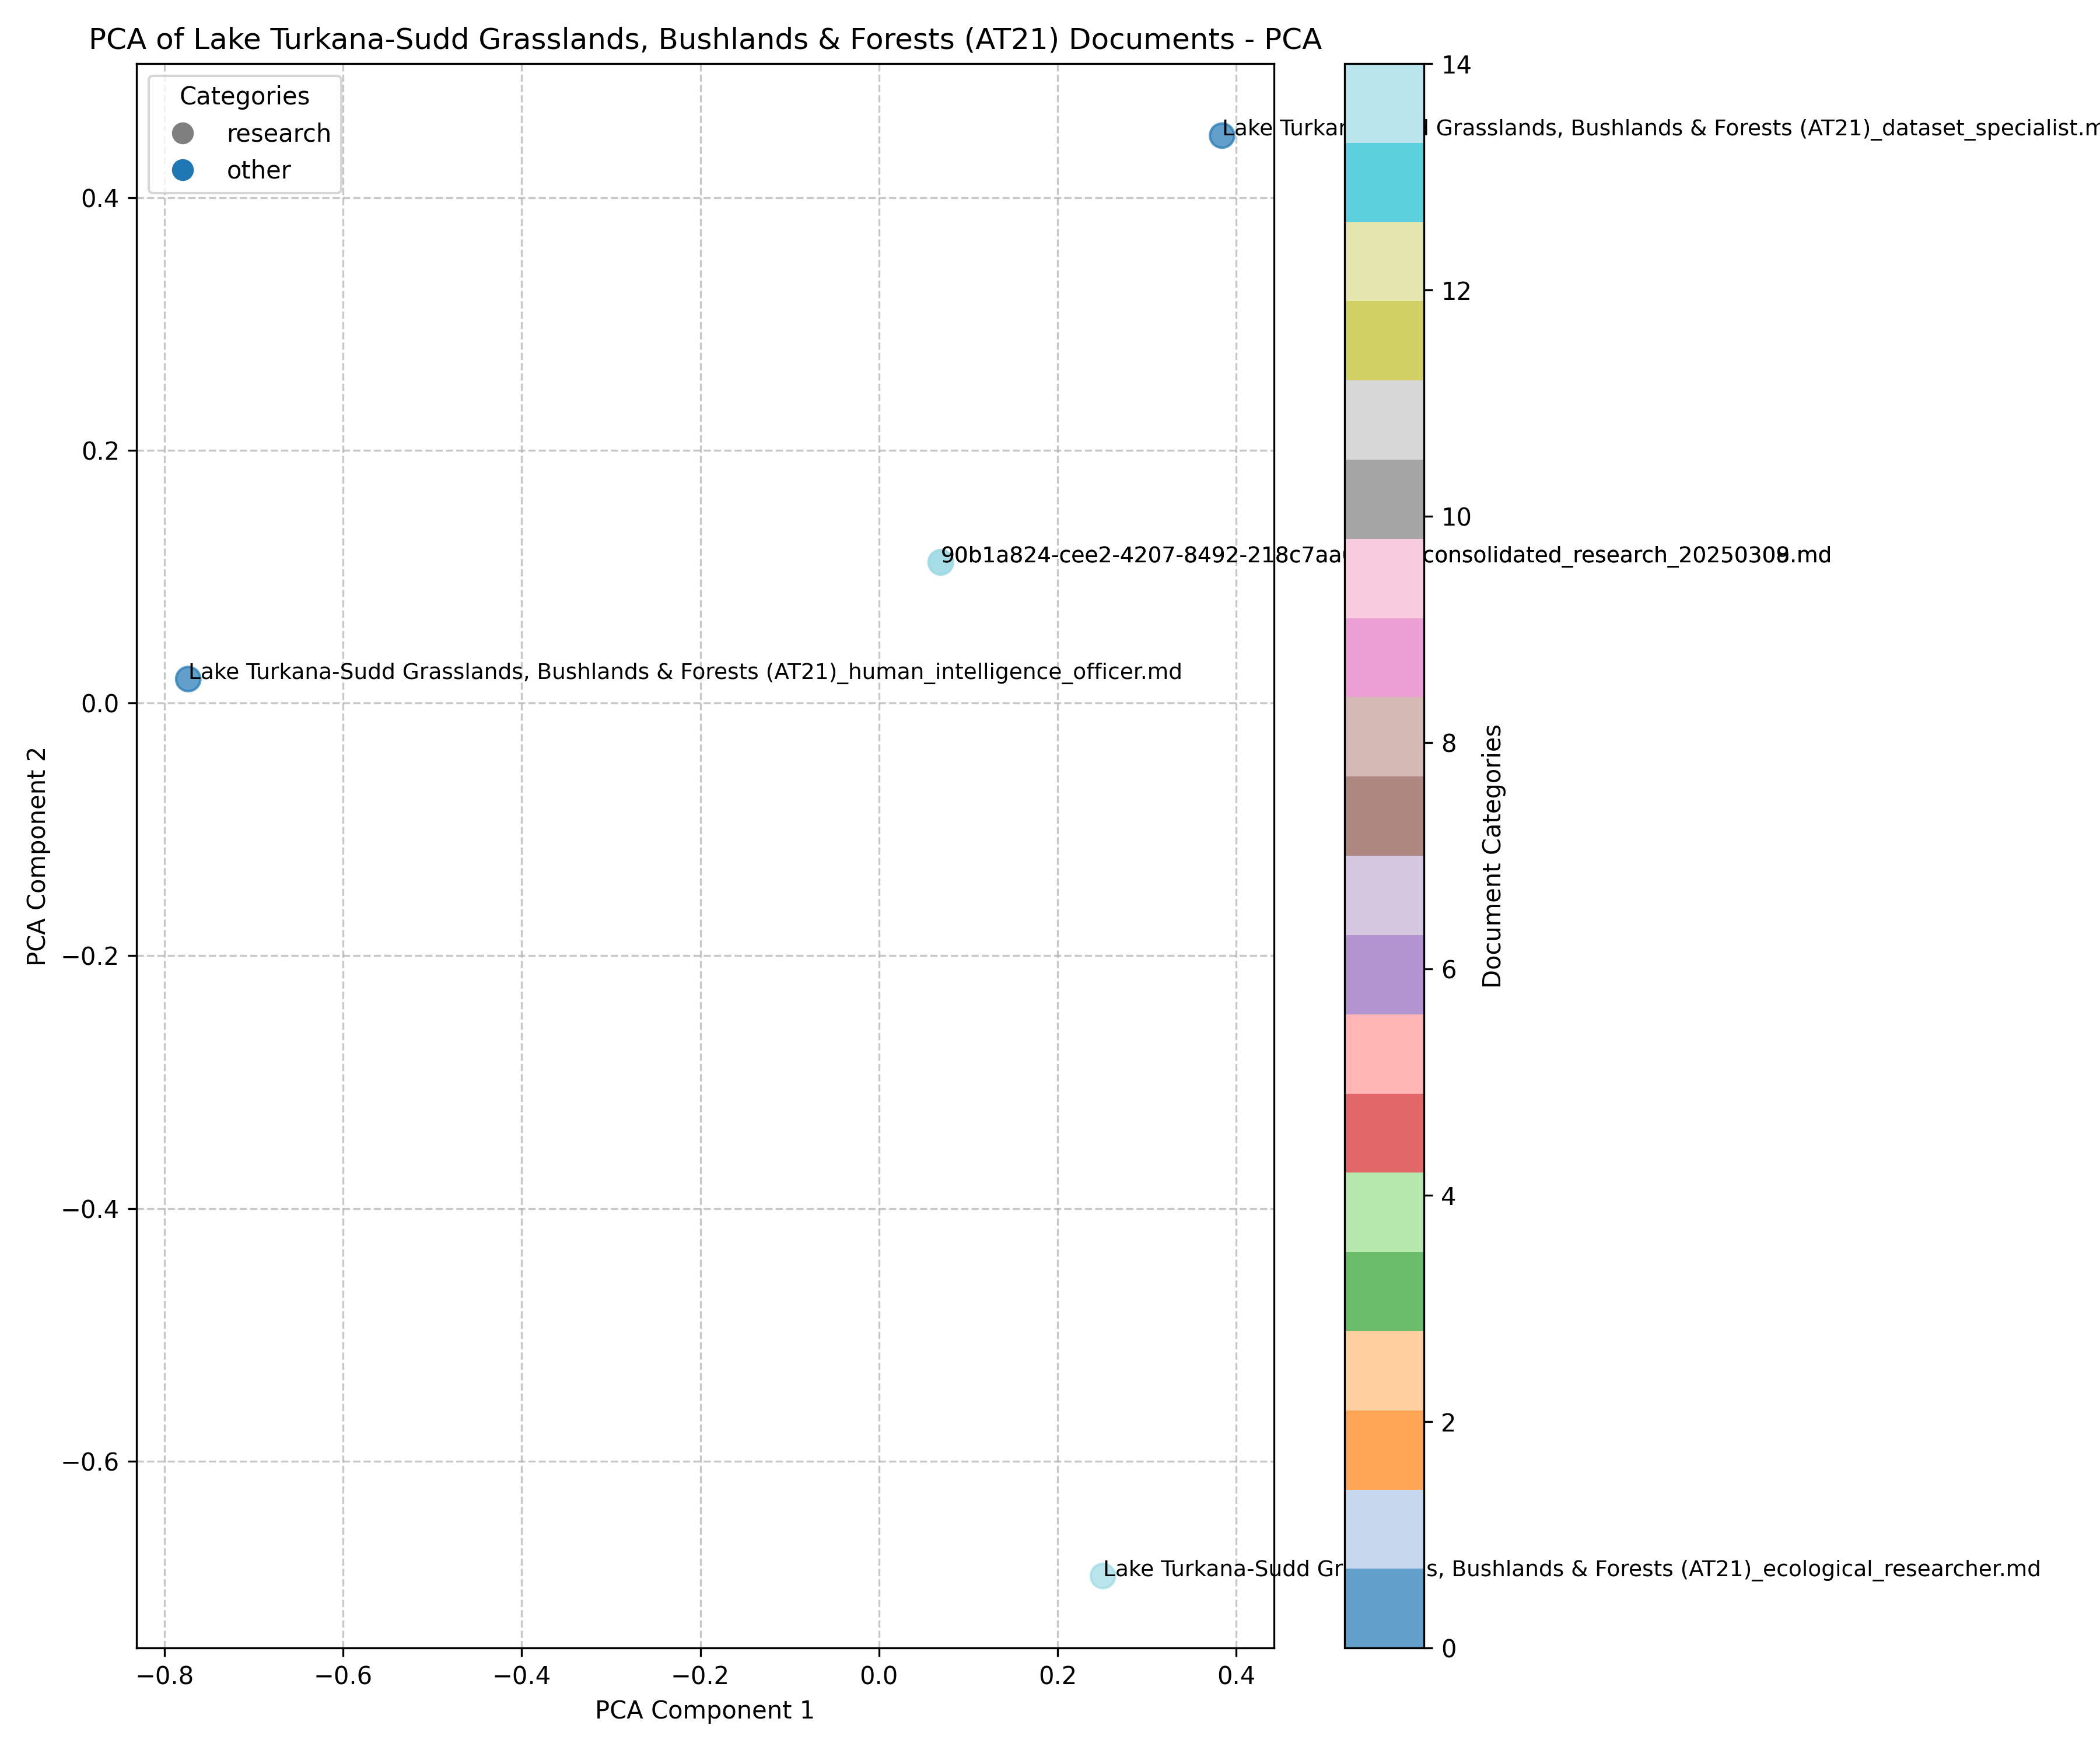 PCA of Lake Turkana-Sudd Grasslands, Bushlands & Forests (AT21) Documents - PCA
Categories
research
other
Lake Turkan d Grasslands, Bushlands & Forests (AT21)_dataset_specialist.m
90b1a824-cee2-4207-8492-218c7aa consolidated_research_2025030 .md
Lake Turkana-Sudd Grasslands, Bushlands & Forests (AT21)_human_intelligence_officer.md
Lake Turkana-Sudd Gr s, Bushlands & Forests (AT21)_ecological_researcher.md
0.4
0.2
0.0
−0.2
−0.4
−0.6
PCA Component 2
−0.8 −0.6 −0.4 −0.2 0.0 0.2 0.4
PCA Component 1
14
12
10
8
6
4
2
0
Document Categories